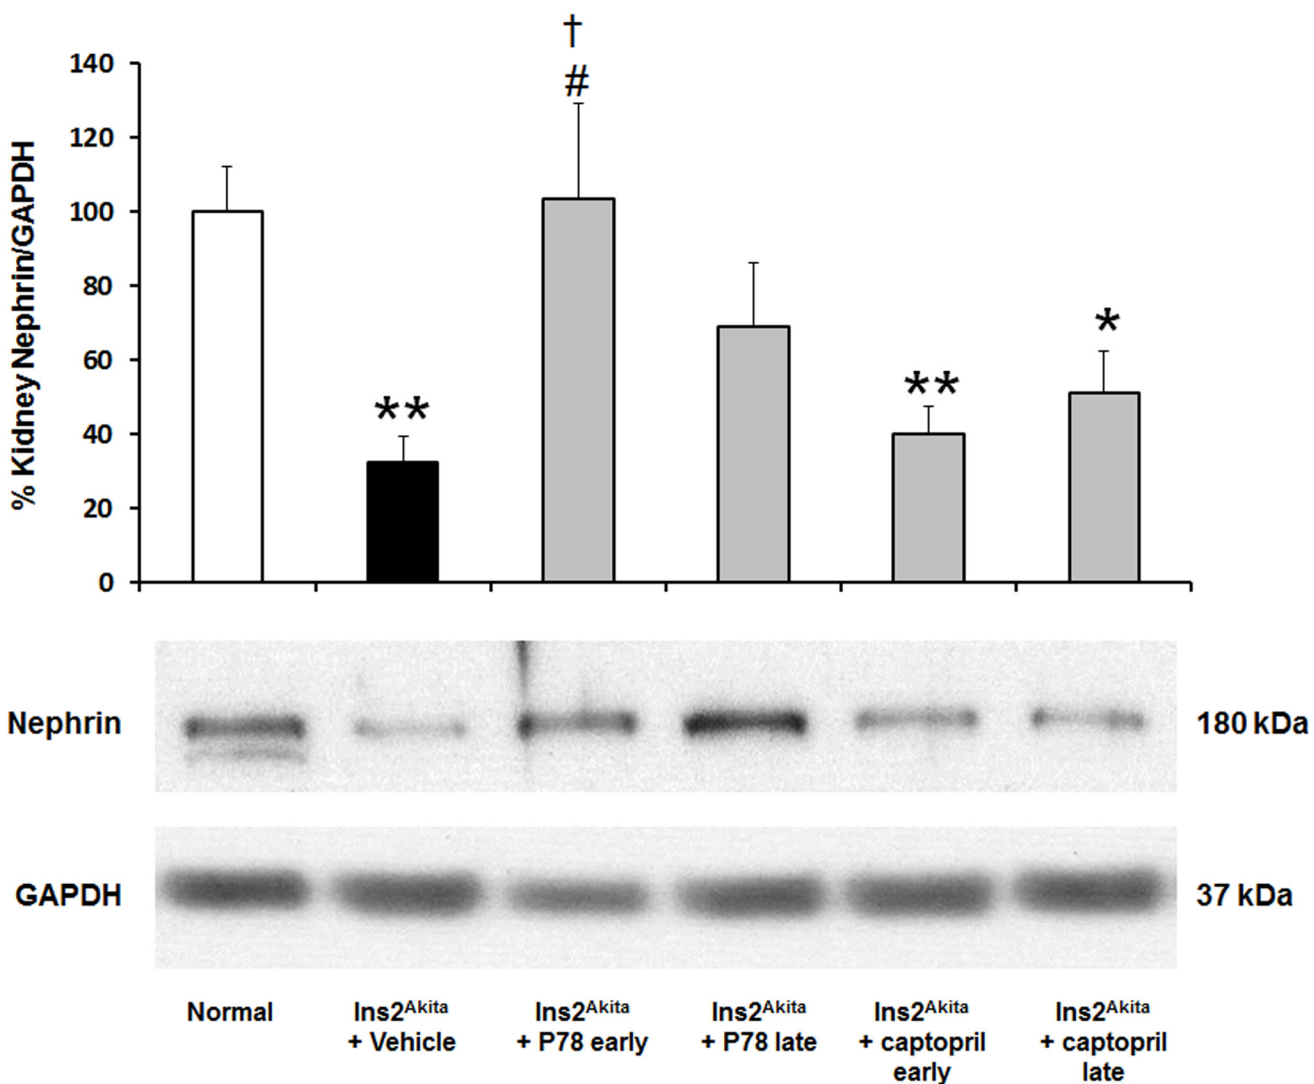 †
#
140
120
100
80
60
40
20
0
% Kidney Nephrin/GAPDH
**
**
*
Nephrin
180 kDa
GAPDH
37 kDa
Normal
Ins2Akita
+ Vehicle
Ins2Akita
+ P78 early
Ins2Akita
+ P78 late
Ins2Akita
+ captopril
early
Ins2Akita
+ captopril
late